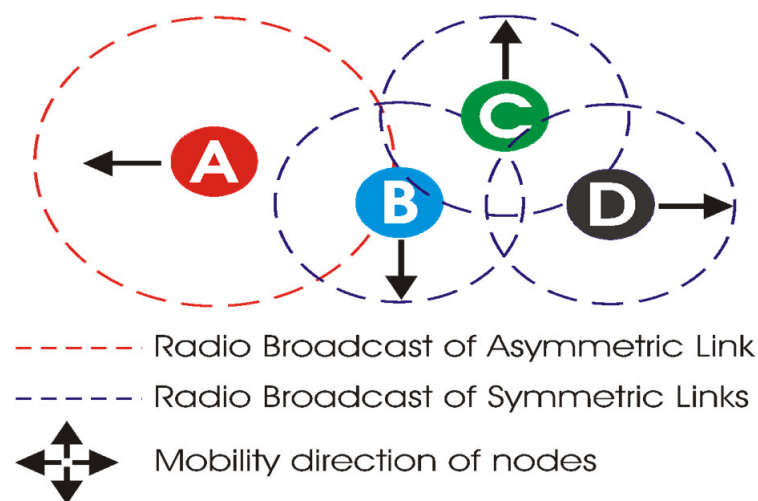 A
B
C
D
Radio Broadcast of Asymmetric Link
Radio Broadcast of Symmetric Links
Mobility direction of nodes